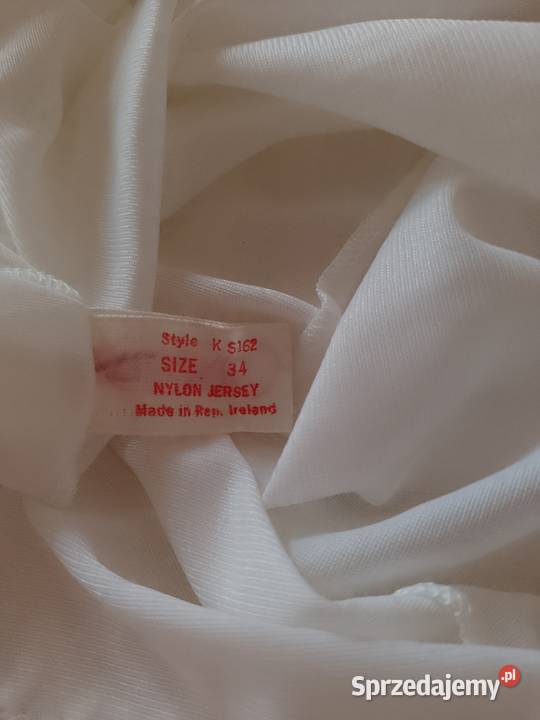 Style K S162
SIZE 34
NYLON JERSEY
Made in Rep. Ireland
Sprzedajemy.pl